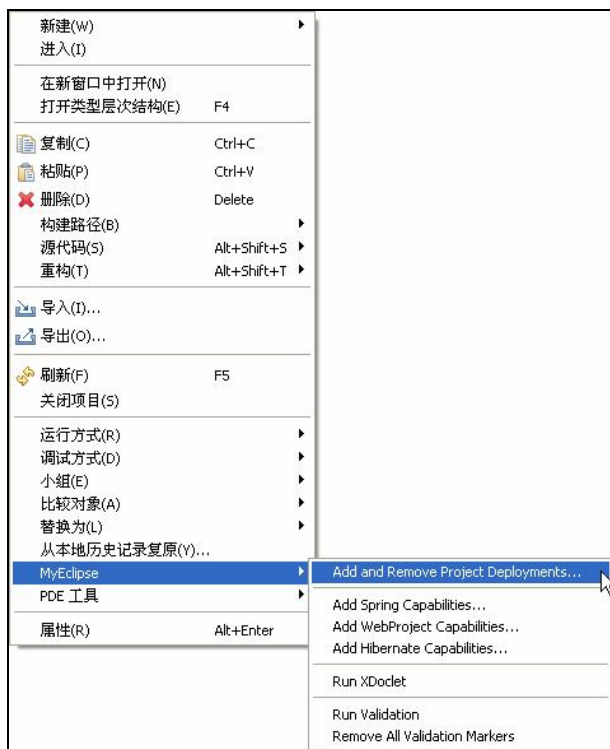 新建(W)
进入(I)
在新窗口中打开(N)
打开类型层次结构(E) F4
复制(C) Ctrl+C
粘贴(P) Ctrl+V
删除(D) Delete
构建路径(B)
源代码(S) Alt+Shift+S
重构(T) Alt+Shift+T
导入(I)...
导出(O)...
刷新(F) F5
关闭项目(S)
运行方式(R)
调试方式(D)
小组(E)
比较对象(A)
替换为(L)
从本地历史记录复原(Y)...
MyEclipse
PDE 工具
属性(R) Alt+Enter
Add and Remove Project Deployments...
Add Spring Capabilities...
Add WebProject Capabilities...
Add Hibernate Capabilities...
Run XDoclet
Run Validation
Remove All Validation Markers